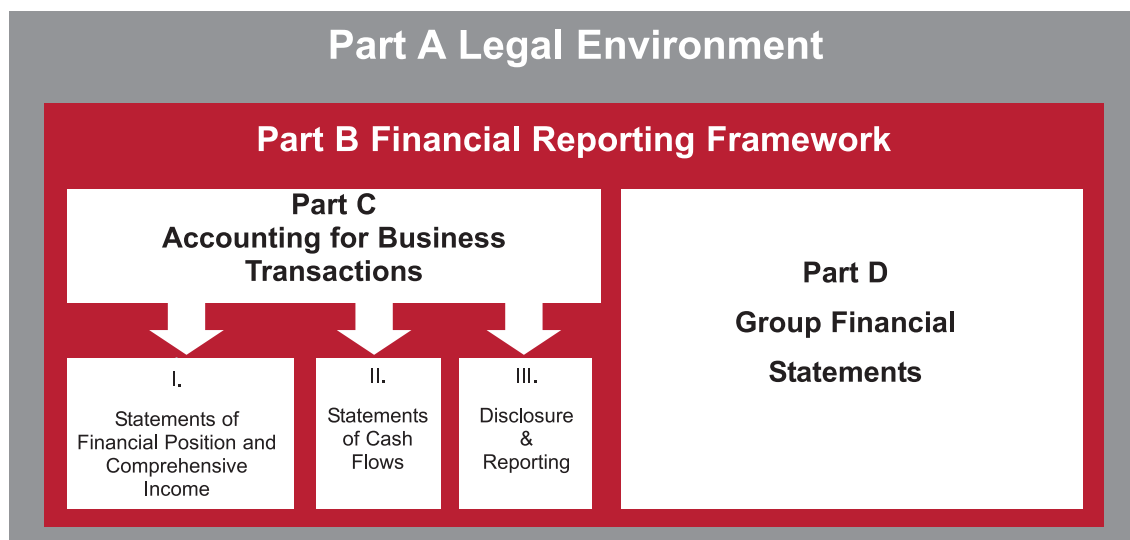 Part A Legal Environment
Part B Financial Reporting Framework
Part C
Accounting for Business
Transactions
I.
Statements of
Financial Position and
Comprehensive
Income
II.
Statements
of Cash
Flows
III.
Disclosure
&
Reporting
Part D
Group Financial
Statements